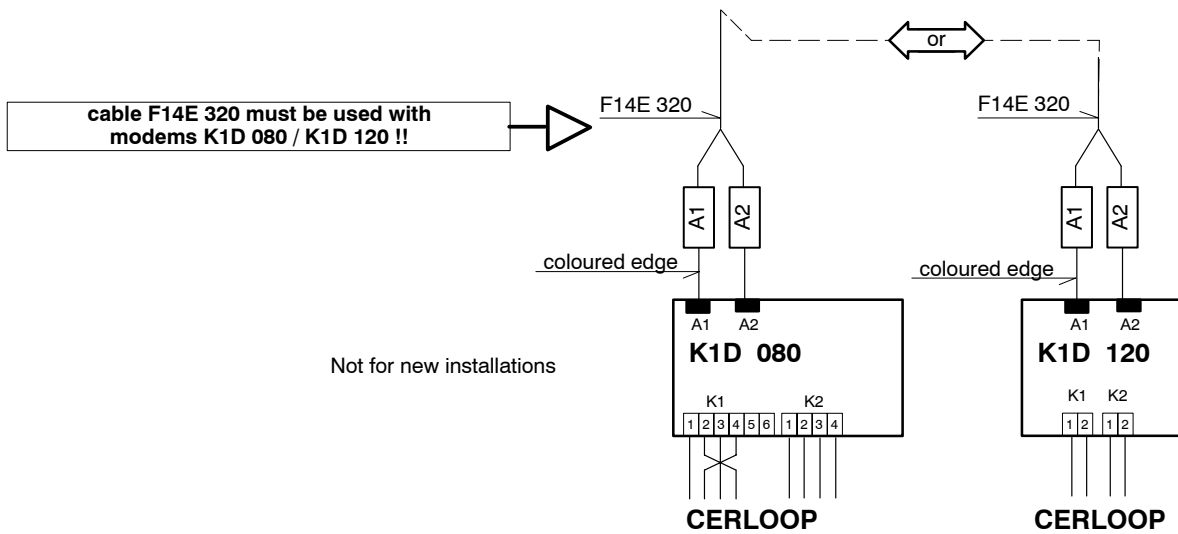 or
cable F14E 320 must be used with
modems K1D 080 / K1D 120 !!
F14E 320
F14E 320
A1
A2
A1
A2
coloured edge
coloured edge
A1 A2
A1 A2
K1D 080
K1D 120
Not for new installations
K1 K2
K1 K2
1 2 3 4 5 6 1 2 3 4
1 2 1 2
CERLOOP
CERLOOP